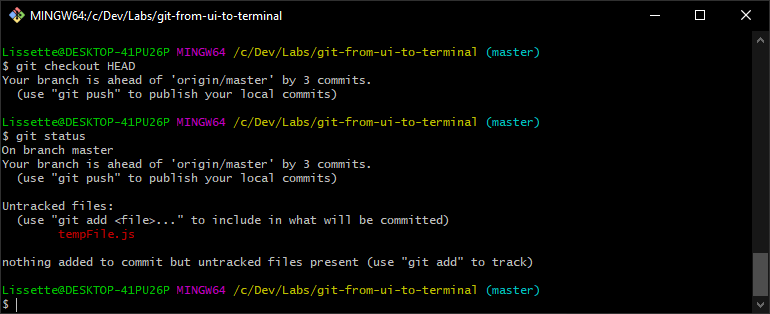 MINGW64:/c/Dev/Labs/git-from-ui-to-terminal
Lissette@DESKTOP-41PU26P MINGW64 /c/Dev/Labs/git-from-ui-to-terminal (master)
$ git checkout HEAD
Your branch is ahead of 'origin/master' by 3 commits.
  (use "git push" to publish your local commits)
Lissette@DESKTOP-41PU26P MINGW64 /c/Dev/Labs/git-from-ui-to-terminal (master)
$ git status
On branch master
Your branch is ahead of 'origin/master' by 3 commits.
  (use "git push" to publish your local commits)
Untracked files:
  (use "git add <file>..." to include in what will be committed)
        tempFile.js
nothing added to commit but untracked files present (use "git add" to track)
Lissette@DESKTOP-41PU26P MINGW64 /c/Dev/Labs/git-from-ui-to-terminal (master)
$